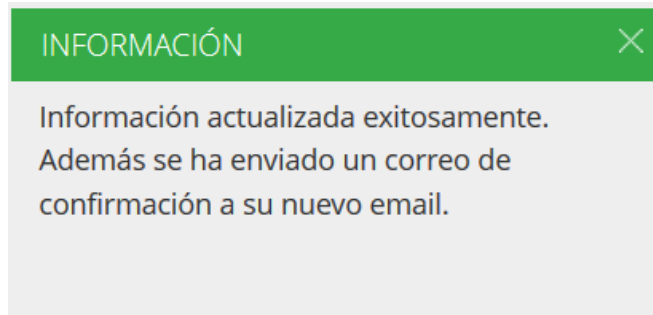 INFORMACIÓN
Información actualizada exitosamente.
Además se ha enviado un correo de
confirmación a su nuevo email.